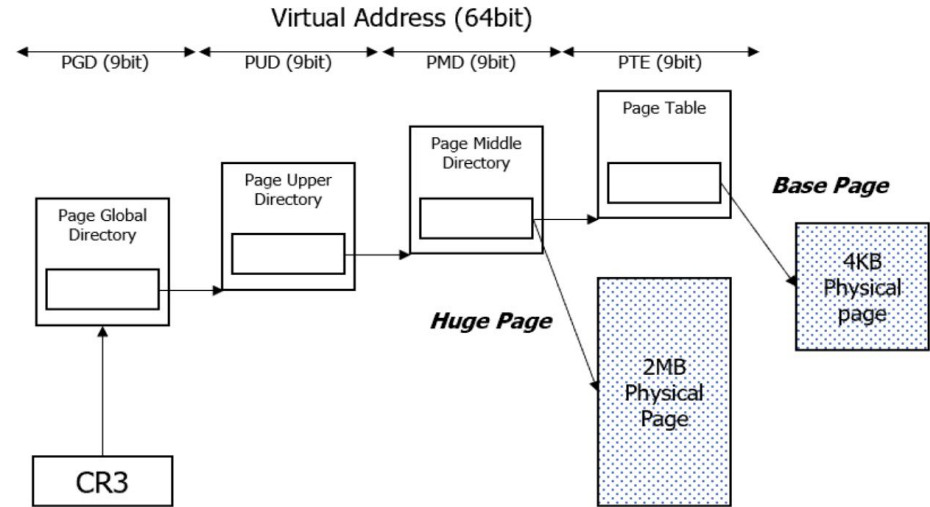 Virtual Address (64bit)
PGD (9bit)
PUD (9bit)
PMD (9bit)
PTE (9bit)
Page Global
Directory
Page Upper
Directory
Page Middle
Directory
Page Table
Base Page
4KB
Physical
page
Huge Page
2MB
Physical
Page
CR3